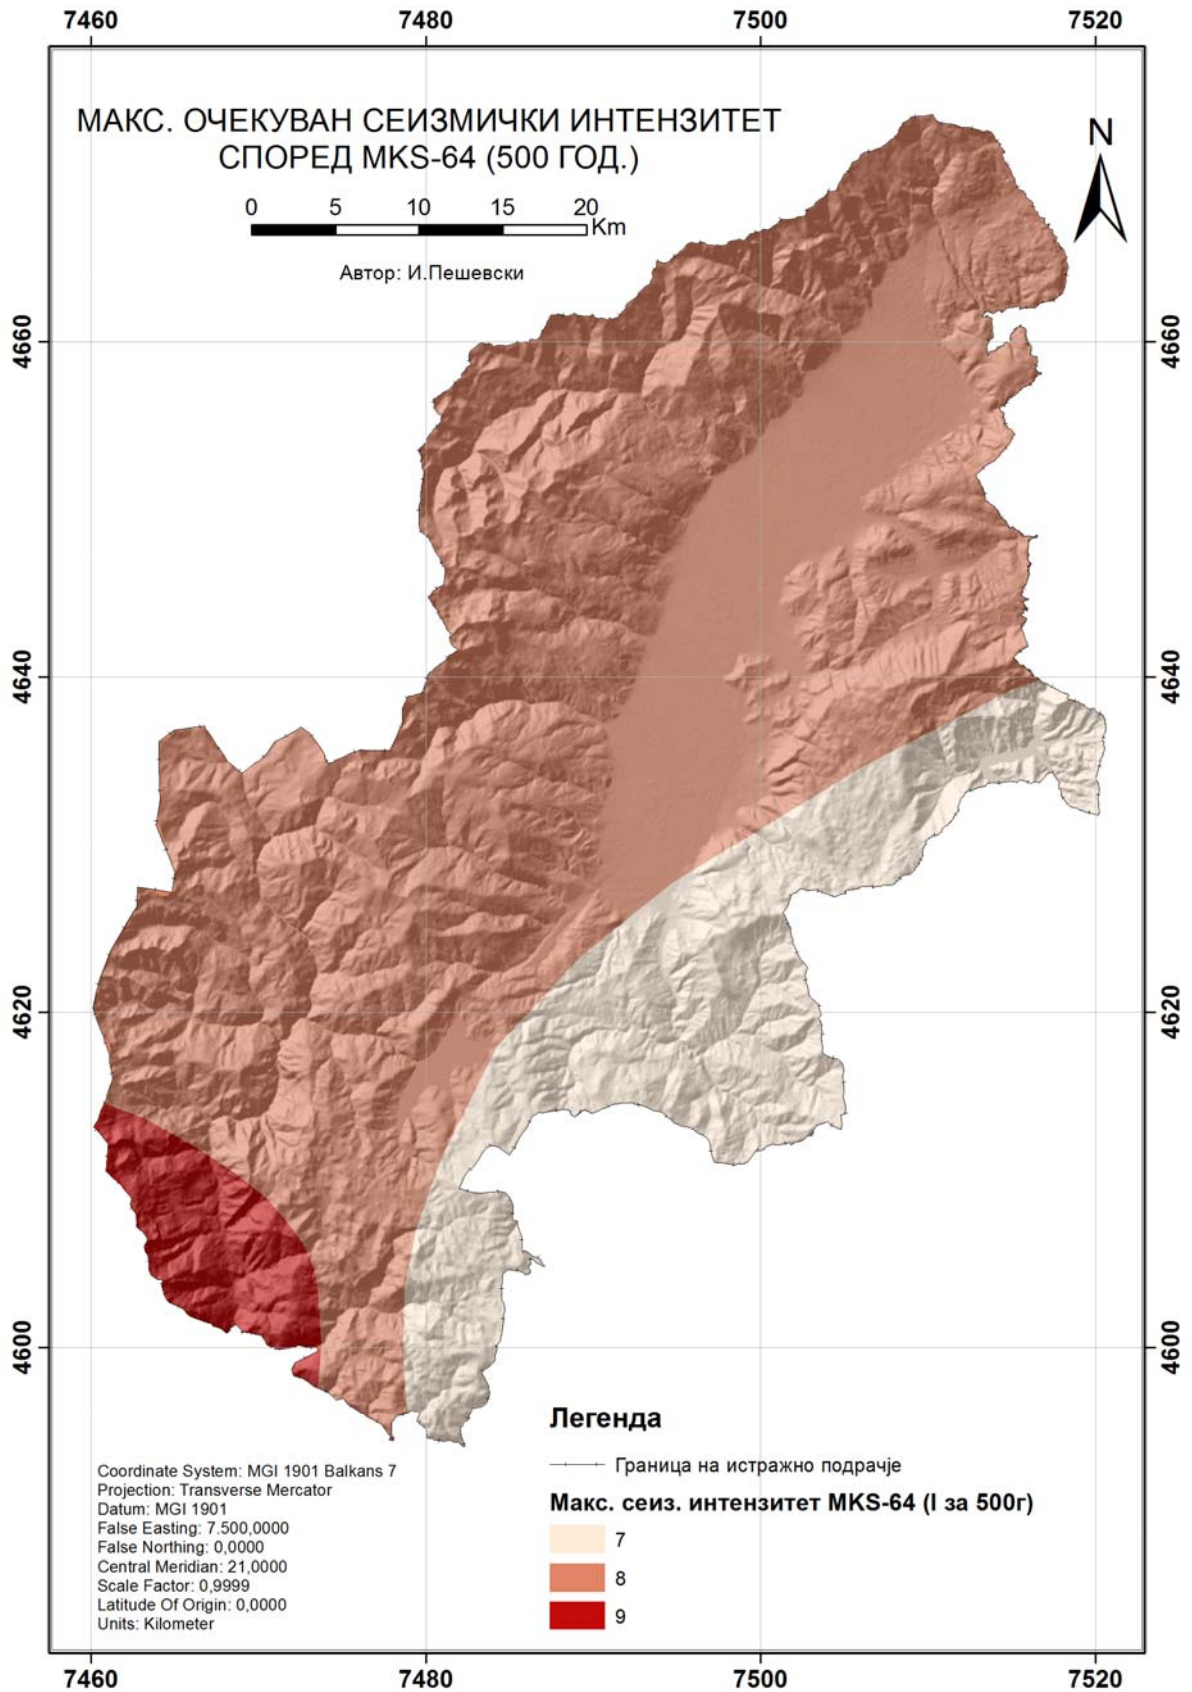 7460 7480 7500 7520
МАКС. ОЧЕКУВАН СЕИЗМИЧКИ ИНТЕНЗИТЕТ
СПОРЕД MKS-64 (500 ГОД.)
N
0 5 10 15 20
Km
Автор: И.Пешевски
4660 4660
4640 4640
4620 4620
4600 4600
Легенда
Граница на истражно подрачје
Макс. сеиз. интензитет MKS-64 (I за 500г)
7
8
9
Coordinate System: MGI 1901 Balkans 7
Projection: Transverse Mercator
Datum: MGI 1901
False Easting: 7.500,0000
False Northing: 0,0000
Central Meridian: 21,0000
Scale Factor: 0,9999
Latitude Of Origin: 0,0000
Units: Kilometer
7460 7480 7500 7520